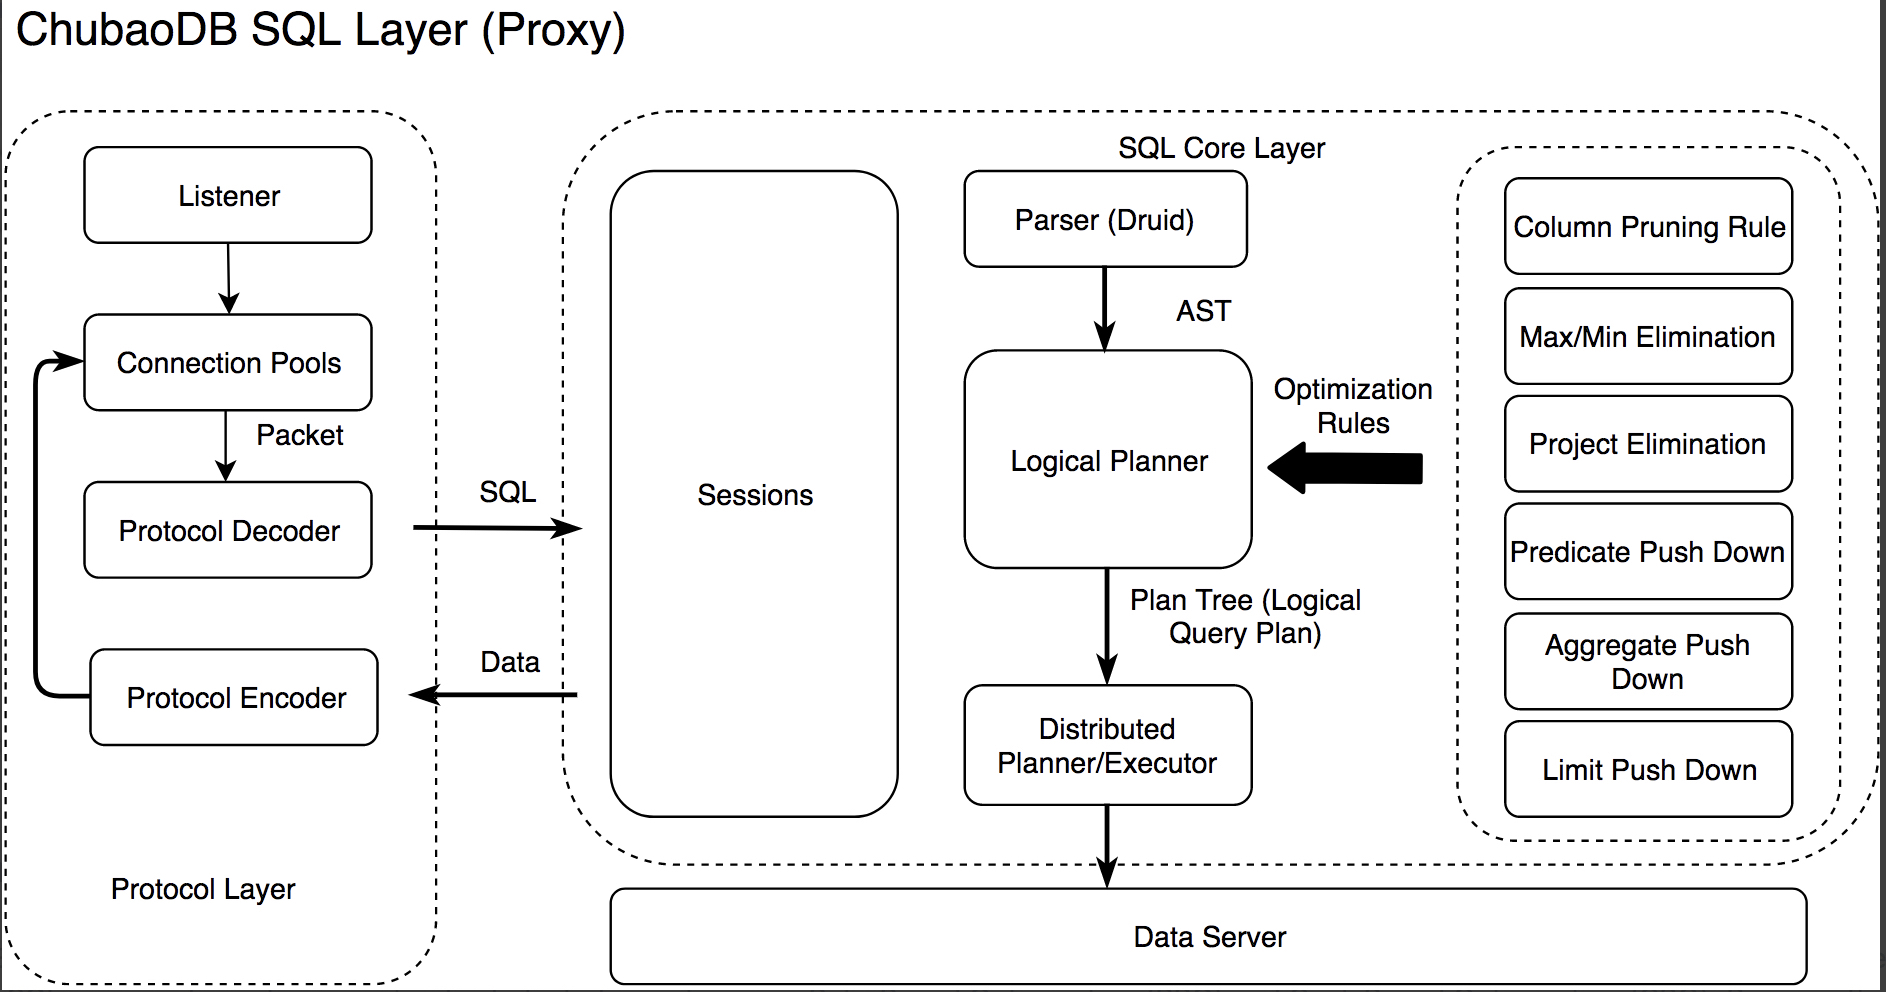 ChubaoDB SQL Layer (Proxy)
Listener
Connection Pools
Packet
Protocol Decoder
Protocol Encoder
Protocol Layer
SQL
Data
SQL Core Layer
Sessions
Parser (Druid)
AST
Logical Planner
Optimization
Rules
Plan Tree (Logical
Query Plan)
Distributed
Planner/Executor
Column Pruning Rule
Max/Min Elimination
Project Elimination
Predicate Push Down
Aggregate Push
Down
Limit Push Down
Data Server